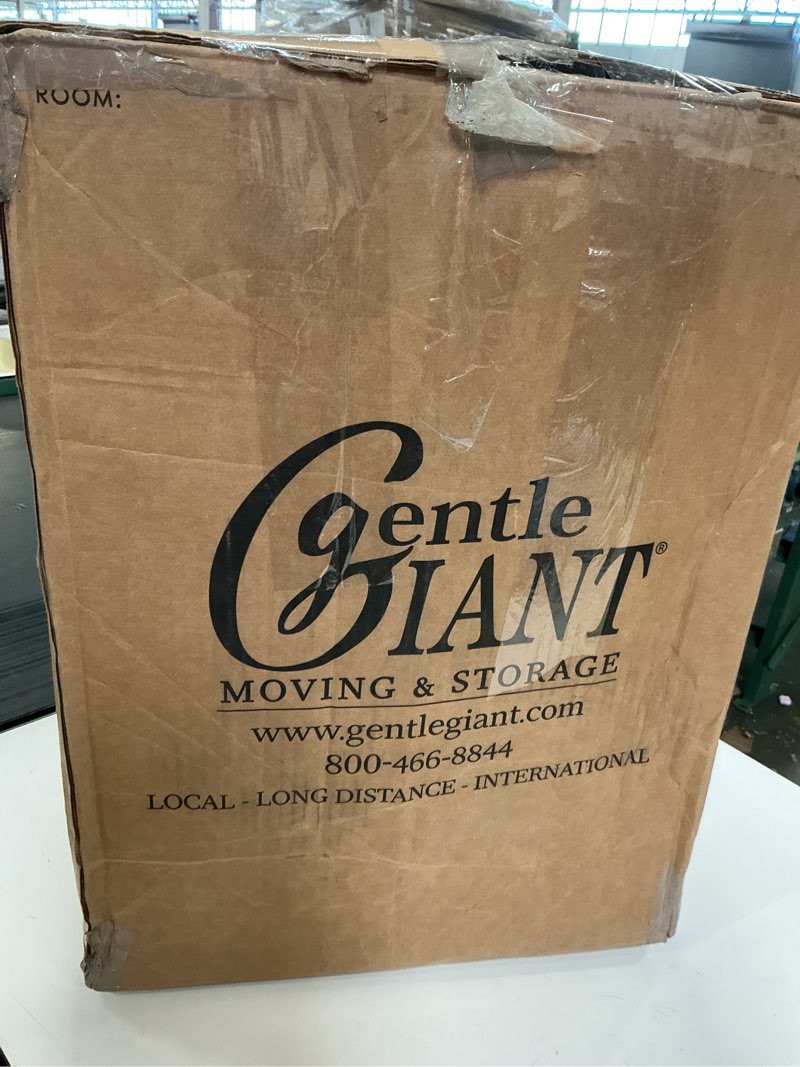 ROOM:
Gentle
GIANT®
MOVING & STORAGE
www.gentlegiant.com
800-466-8844
LOCAL - LONG DISTANCE - INTERNATIONAL